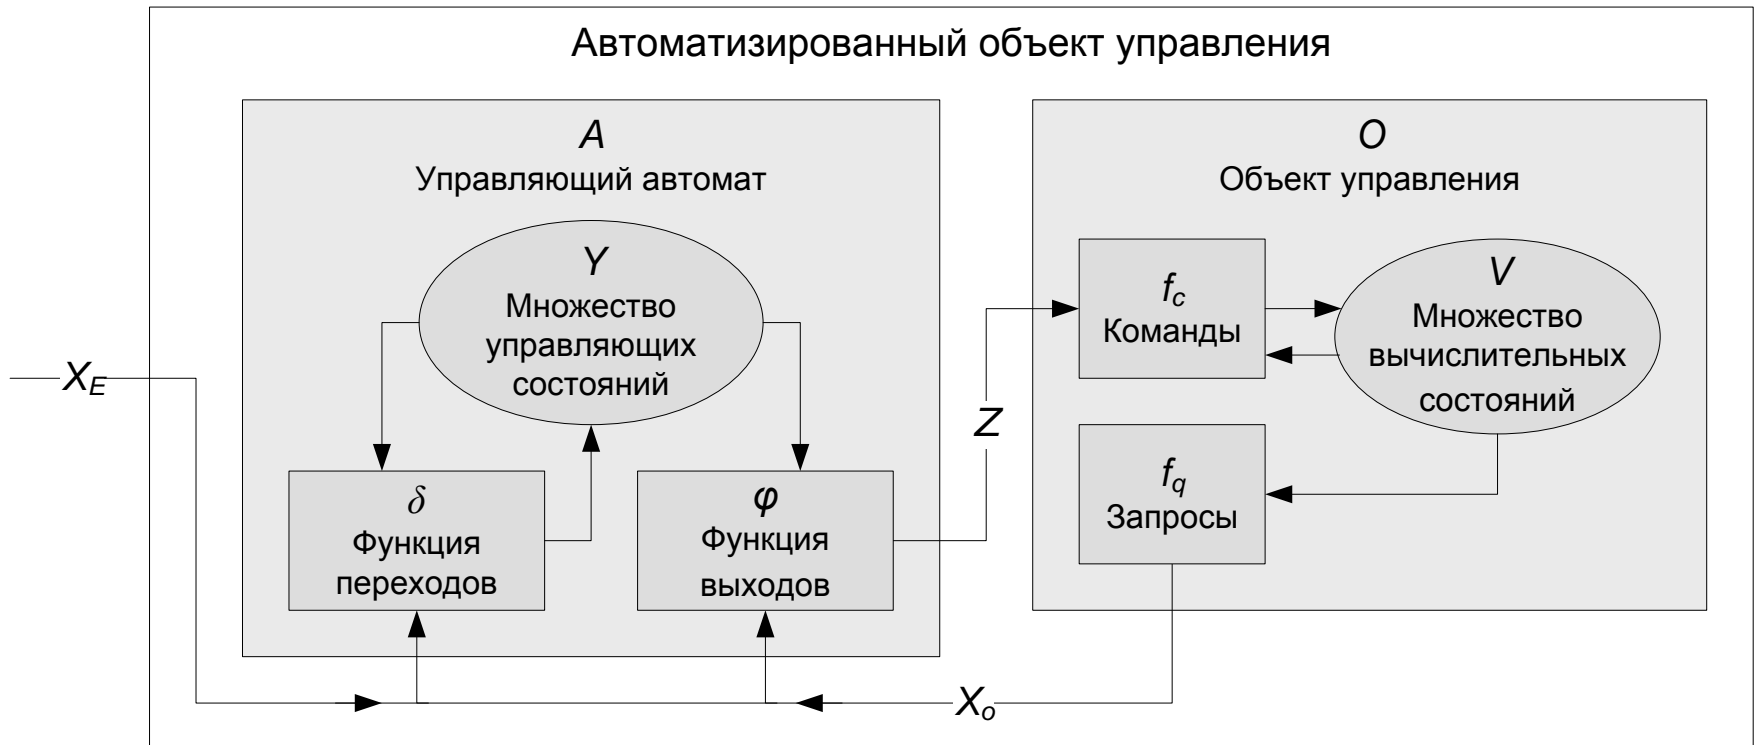 Автоматизированный объект управления
A
Управляющий автомат
Y
Множество
управляющих
состояний
δ
Функция
переходов
φ
Функция
выходов
X_E
Z
O
Объект управления
f_c
Команды
V
Множество
вычислительных
состояний
f_q
Запросы
X_o